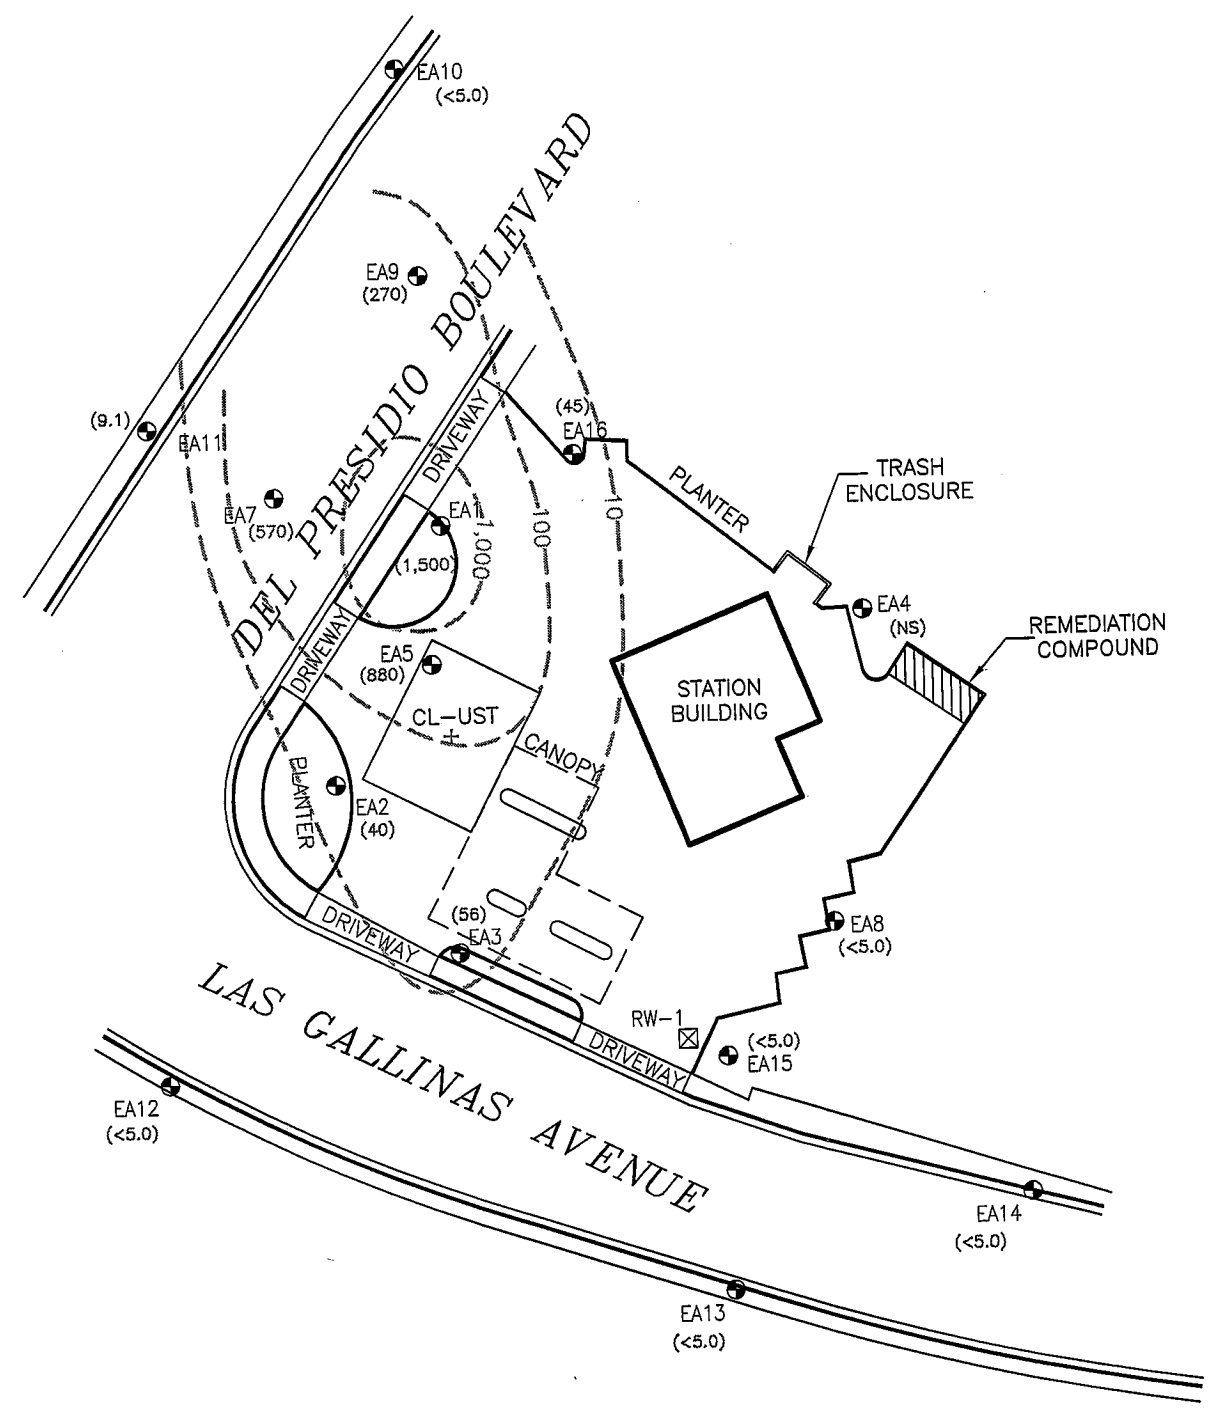 EA10
(<5.0)
DEL PRESIDIO BOULEVARD
EA9
(270)
(9.1)
EA11
(45)
EA16
DRIVEWAY
PLANTER
TRASH
ENCLOSURE
EA7
(570)
EA1
(1,500)
1,000
100
10
EA4
(NS)
REMEDIATION
COMPOUND
DRIVEWAY
EA5
(880)
CL-UST
STATION
BUILDING
CANOPY
PLANTER
EA2
(40)
(56)
EA3
DRIVEWAY
EA8
(<5.0)
LAS GALLINAS AVENUE
RW-1
(<5.0)
EA15
DRIVEWAY
EA12
(<5.0)
EA14
(<5.0)
EA13
(<5.0)